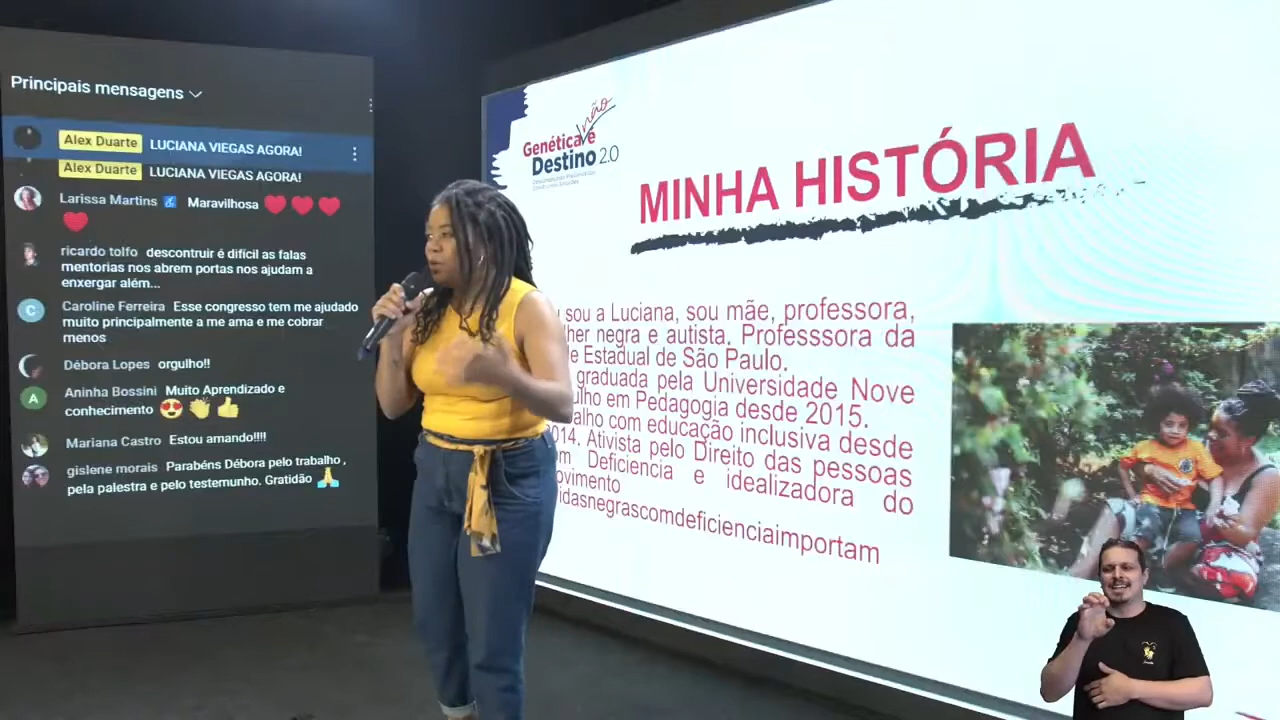 Principais mensagens
Alex Duarte LUCIANA VIEGAS AGORA!
Alex Duarte LUCIANA VIEGAS AGORA!
Larissa Martins Maravilhosa
ricardo tolfo descontruir é difícil as falas
mentorias nos abrem portas nos ajudam a
enxergar além...
C
Caroline Ferreira Esse congresso tem me ajudado
muito principalmente a me ama e me cobrar
menos
Débora Lopes orgulho!!
A
Aninha Bossini Muito Aprendizado e
conhecimento
Mariana Castro Estou amando!!!!
gislene morais Parabéns Débora pelo trabalho ,
pela palestra e pelo testemunho. Gratidão
não
Genética é
Destino 2.0
MINHA HISTÓRIA
sou a Luciana, sou mãe, professora,
her negra e autista. Professsora da
e Estadual de São Paulo.
graduada pela Universidade Nove
ulho em Pedagogia desde 2015.
balho com educação inclusiva desde
2014. Ativista pelo Direito das pessoas
m Deficiencia e idealizadora do
ovimento
idasnegrascomdeficienciaimportam